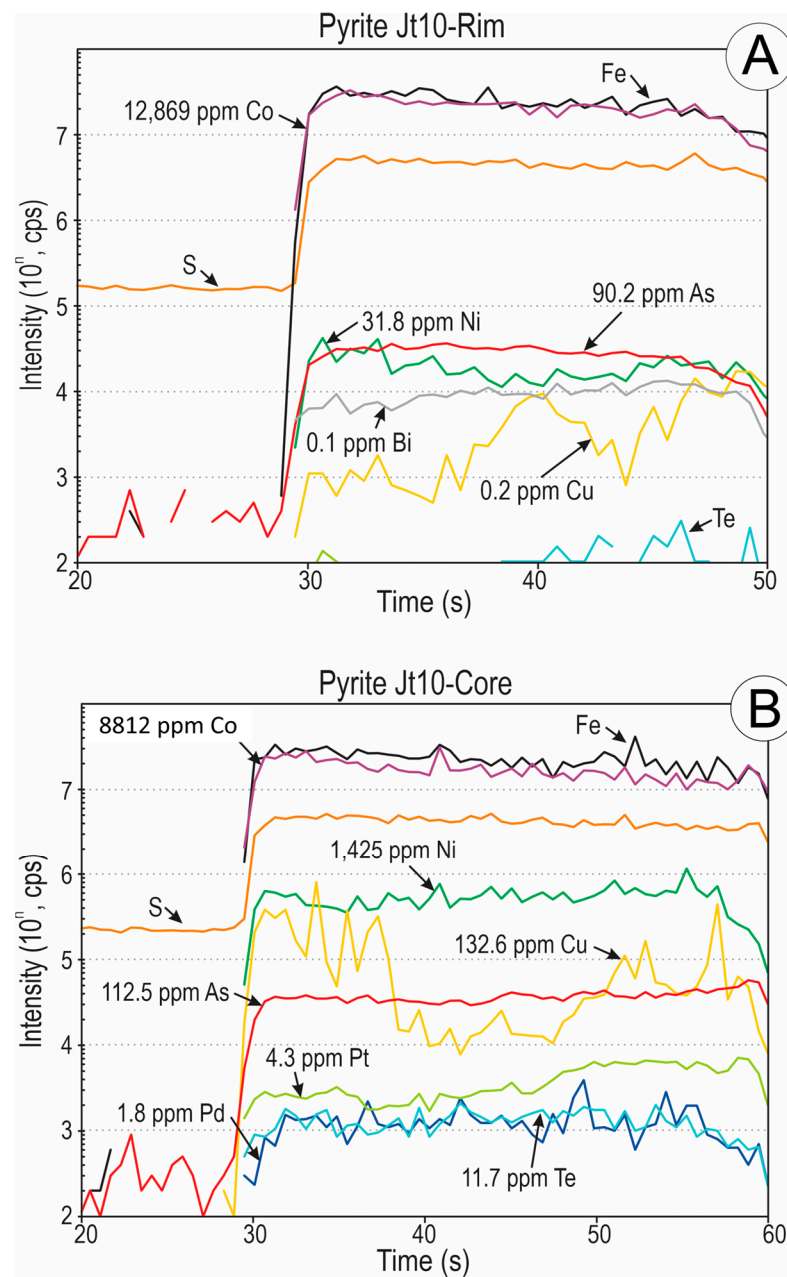 Pyrite Jt10-Rim
A
Fe
12,869 ppm Co
7
6
S
5
90.2 ppm As
31.8 ppm Ni
4
0.1 ppm Bi
0.2 ppm Cu
3
Te
2
Intensity (10ⁿ, cps)
20 30 40 50
Time (s)
Pyrite Jt10-Core
B
8812 ppm Co
Fe
7
1,425 ppm Ni
6
S
132.6 ppm Cu
5
112.5 ppm As
4
4.3 ppm Pt
1.8 ppm Pd
3
11.7 ppm Te
2
Intensity (10ⁿ, cps)
20 30 40 50 60
Time (s)